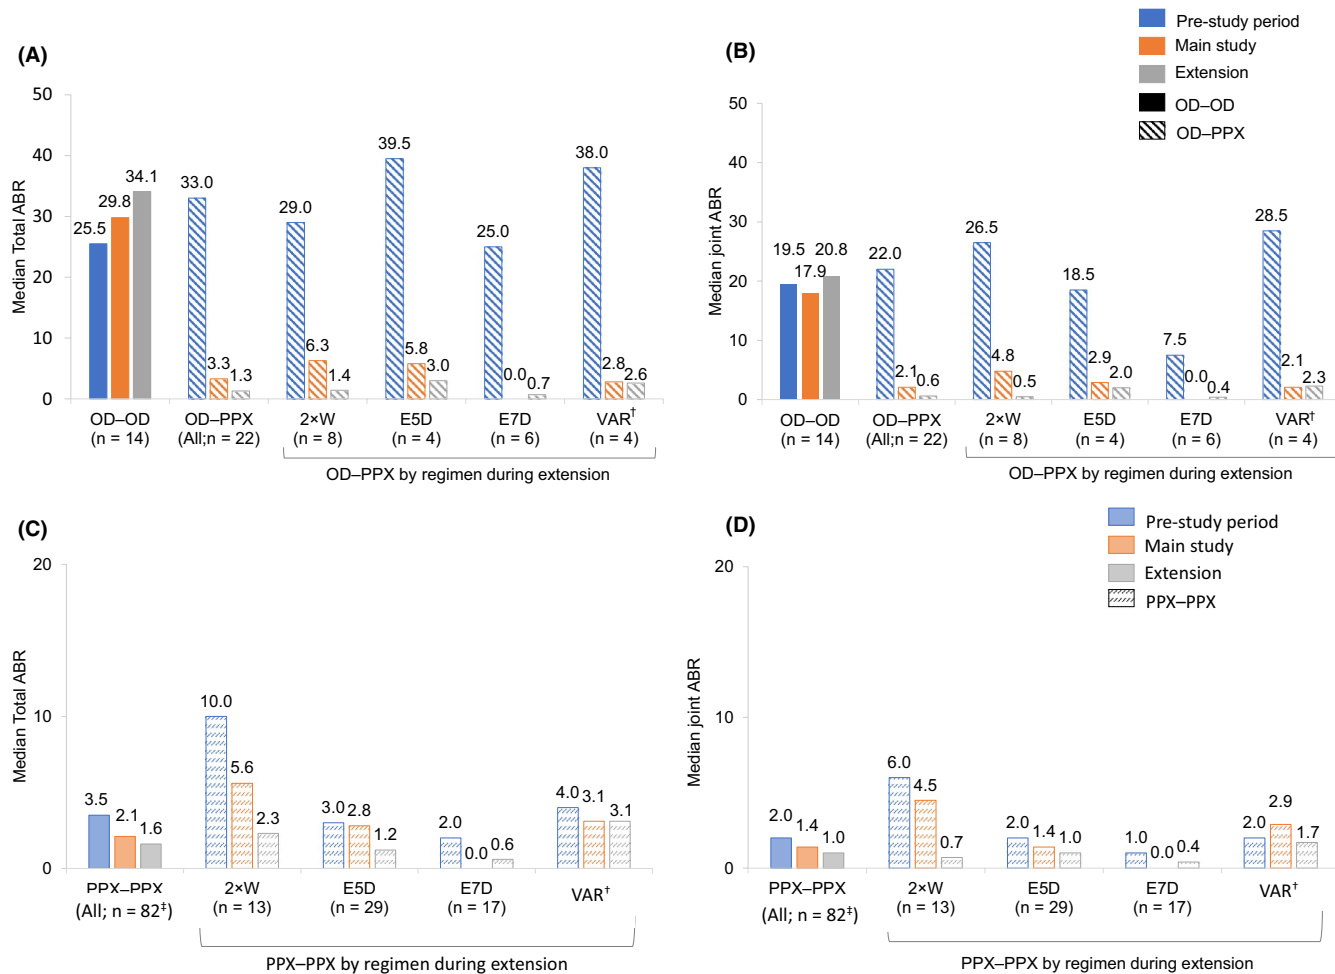 Pre-study period
Main study
Extension
OD–OD
OD–PPX
(A)
Median Total ABR
50
40
30
20
10
0
25.5 29.8 34.1
33.0 3.3 1.3
29.0 6.3 1.4
39.5 5.8 3.0
25.0 0.0 0.7
38.0 2.8 2.6
OD–OD OD–PPX 2×W E5D E7D VAR†
(n = 14) (All;n = 22) (n = 8) (n = 4) (n = 6) (n = 4)
OD–PPX by regimen during extension
(B)
Median joint ABR
50
40
30
20
10
0
19.5 17.9 20.8
22.0 2.1 0.6
26.5 4.8 0.5
18.5 2.9 2.0
7.5 0.0 0.4
28.5 2.1 2.3
OD–OD OD–PPX 2×W E5D E7D VAR†
(n = 14) (All;n = 22) (n = 8) (n = 4) (n = 6) (n = 4)
OD–PPX by regimen during extension
(C)
Median Total ABR
20
10
0
3.5 2.1 1.6
10.0 5.6 2.3
3.0 2.8 1.2
2.0 0.0 0.6
4.0 3.1 3.1
PPX–PPX 2×W E5D E7D VAR†
(All; n = 82‡) (n = 13) (n = 29) (n = 17)
PPX–PPX by regimen during extension
(D)
Pre-study period
Main study
Extension
PPX–PPX
Median joint ABR
20
10
0
2.0 1.4 1.0
6.0 4.5 0.7
2.0 1.4 1.0
1.0 0.0 0.4
2.0 2.9 1.7
PPX–PPX 2×W E5D E7D VAR†
(All; n = 82‡) (n = 13) (n = 29) (n = 17)
PPX–PPX by regimen during extension